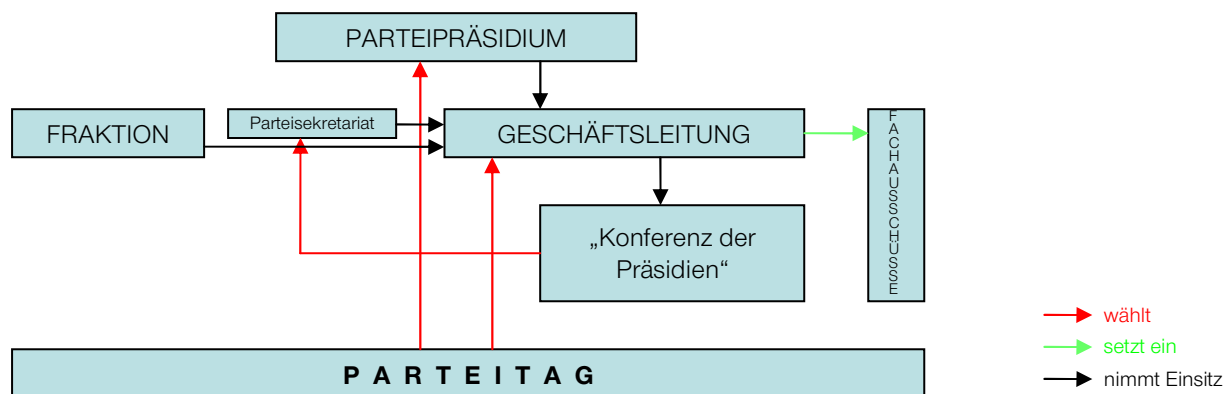 PARTEIPRÄSIDIUM
FRAKTION
Parteisekretariat
GESCHÄFTSLEITUNG
FACHAUSSCHÜSSE
„Konferenz der
Präsidien“
wählt
setzt ein
PARTEITAG
nimmt Einsitz